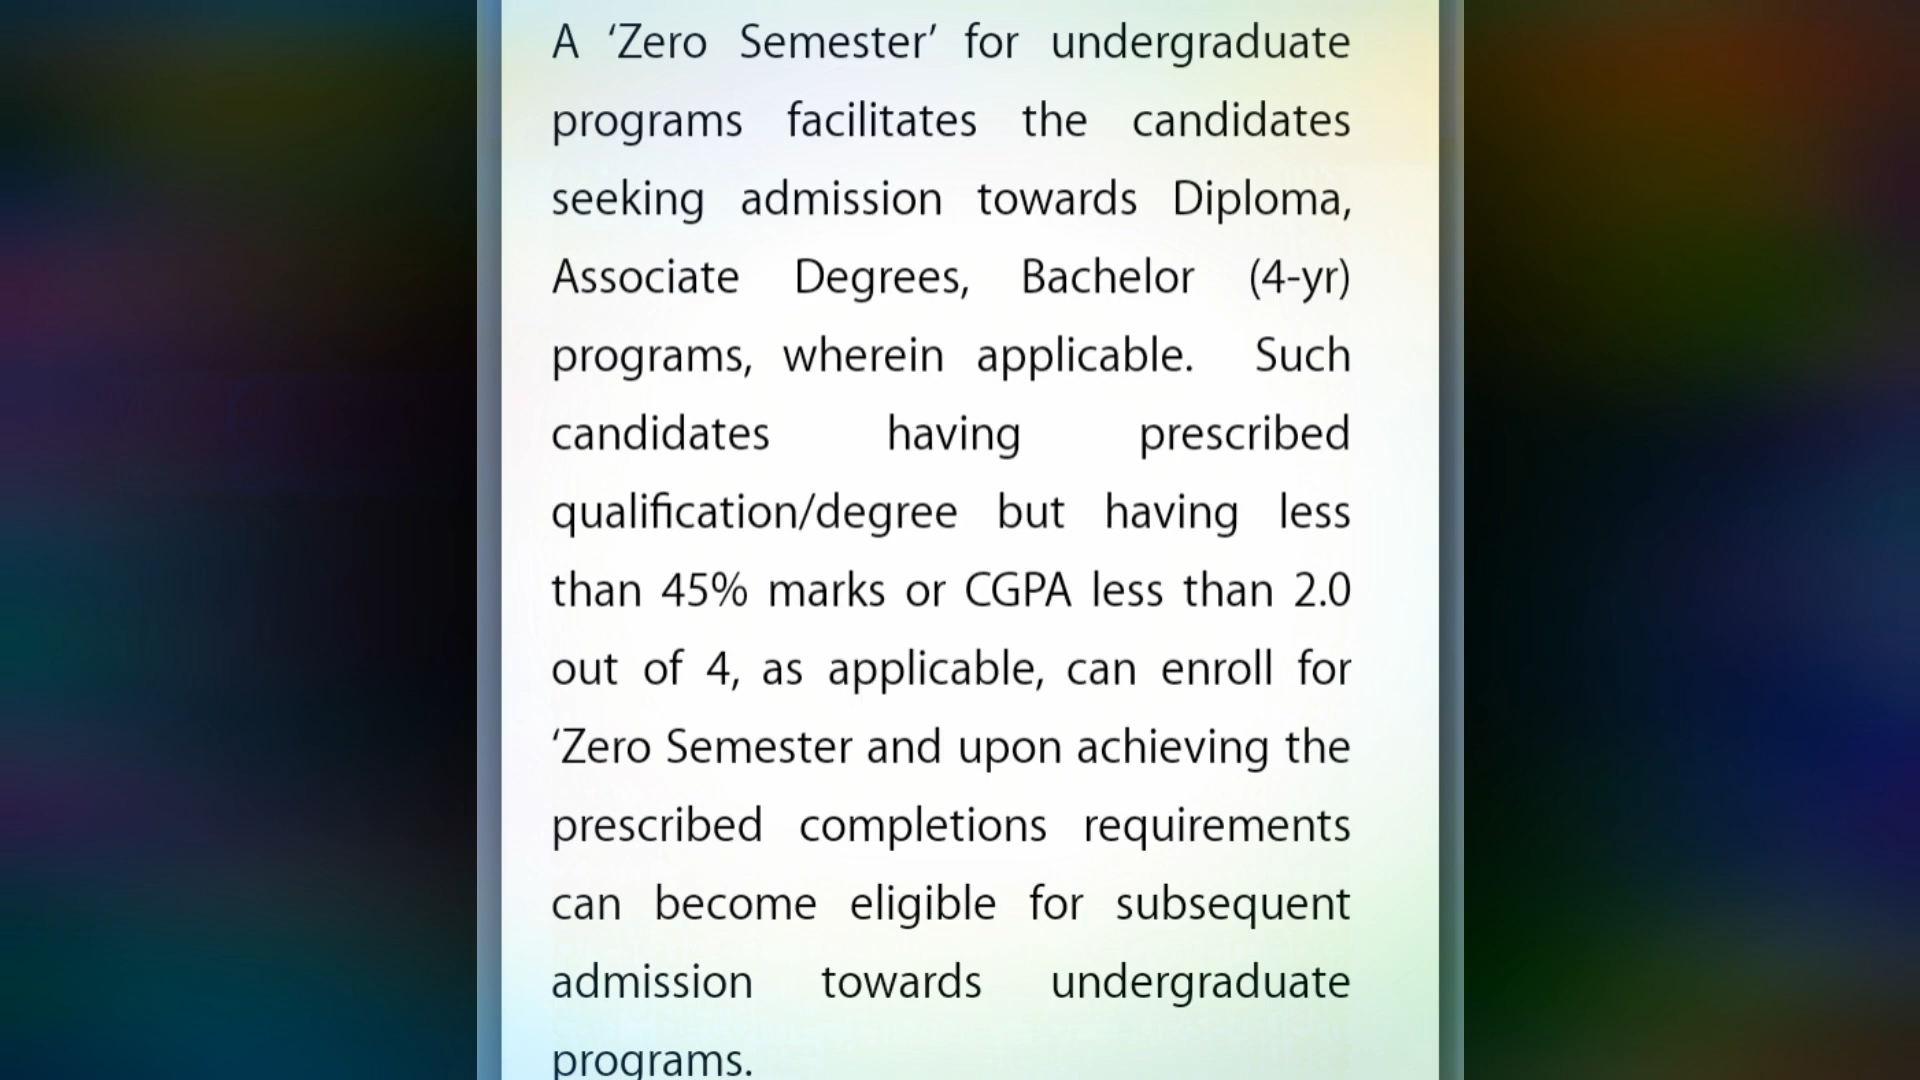 A ‘Zero Semester’ for undergraduate
programs facilitates the candidates
seeking admission towards Diploma,
Associate Degrees, Bachelor (4-yr)
programs, wherein applicable. Such
candidates having prescribed
qualification/degree but having less
than 45% marks or CGPA less than 2.0
out of 4, as applicable, can enroll for
‘Zero Semester and upon achieving the
prescribed completions requirements
can become eligible for subsequent
admission towards undergraduate
programs.